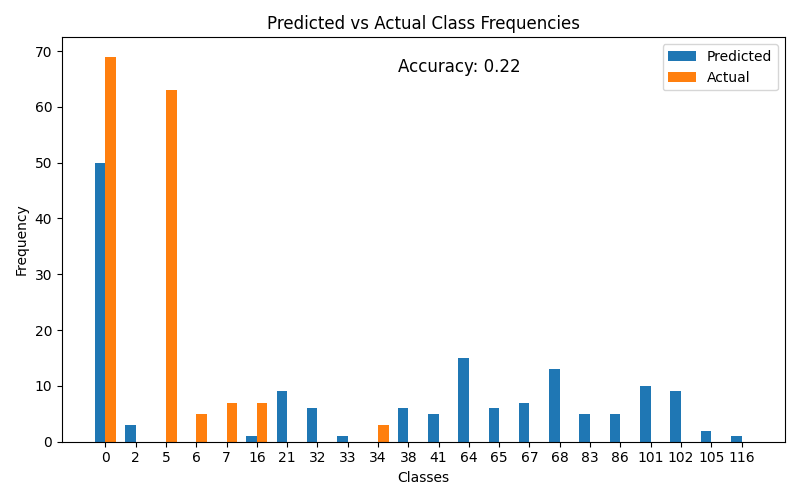 Predicted vs Actual Class Frequencies
Accuracy: 0.22
Predicted
Actual
Frequency
70
60
50
40
30
20
10
0
0 2 5 6 7 16 21 32 33 34 38 41 64 65 67 68 83 86 101 102 105 116
Classes